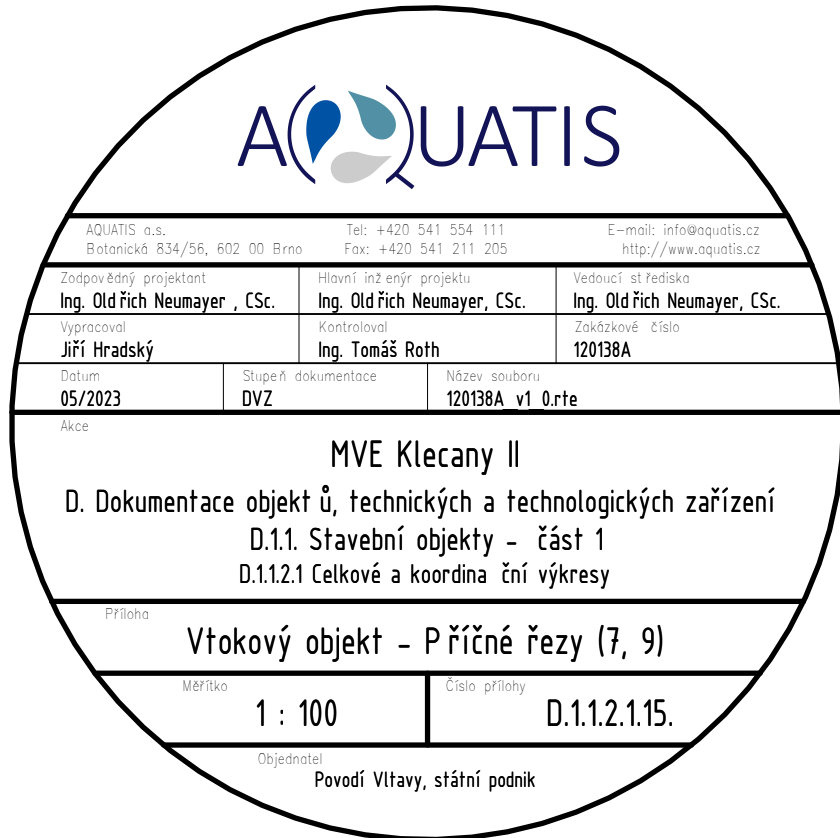 AQUATIS
AQUATIS a.s. Tel: +420 541 554 111 E-mail: info@aquatis.cz
Botanická 834/56, 602 00 Brno Fax: +420 541 211 205 http://www.aquatis.cz
Zodpovědný projektant Hlavní inženýr projektu Vedoucí střediska
Ing. Oldřich Neumayer , CSc. Ing. Oldřich Neumayer, CSc. Ing. Oldřich Neumayer, CSc.
Vypracoval Kontroloval Zakázkové číslo
Jiří Hradský Ing. Tomáš Roth 120138A
Datum Stupeň dokumentace Název souboru
05/2023 DVZ 120138A_v1_0.rte
Akce
MVE Klecany II
D. Dokumentace objektů, technických a technologických zařízení
D.1.1. Stavební objekty - část 1
D.1.1.2.1 Celkové a koordinační výkresy
Příloha
Vtokový objekt - Příčné řezy (7, 9)
Měřítko Číslo přílohy
1 : 100 D.1.1.2.1.15.
Objednatel
Povodí Vltavy, státní podnik